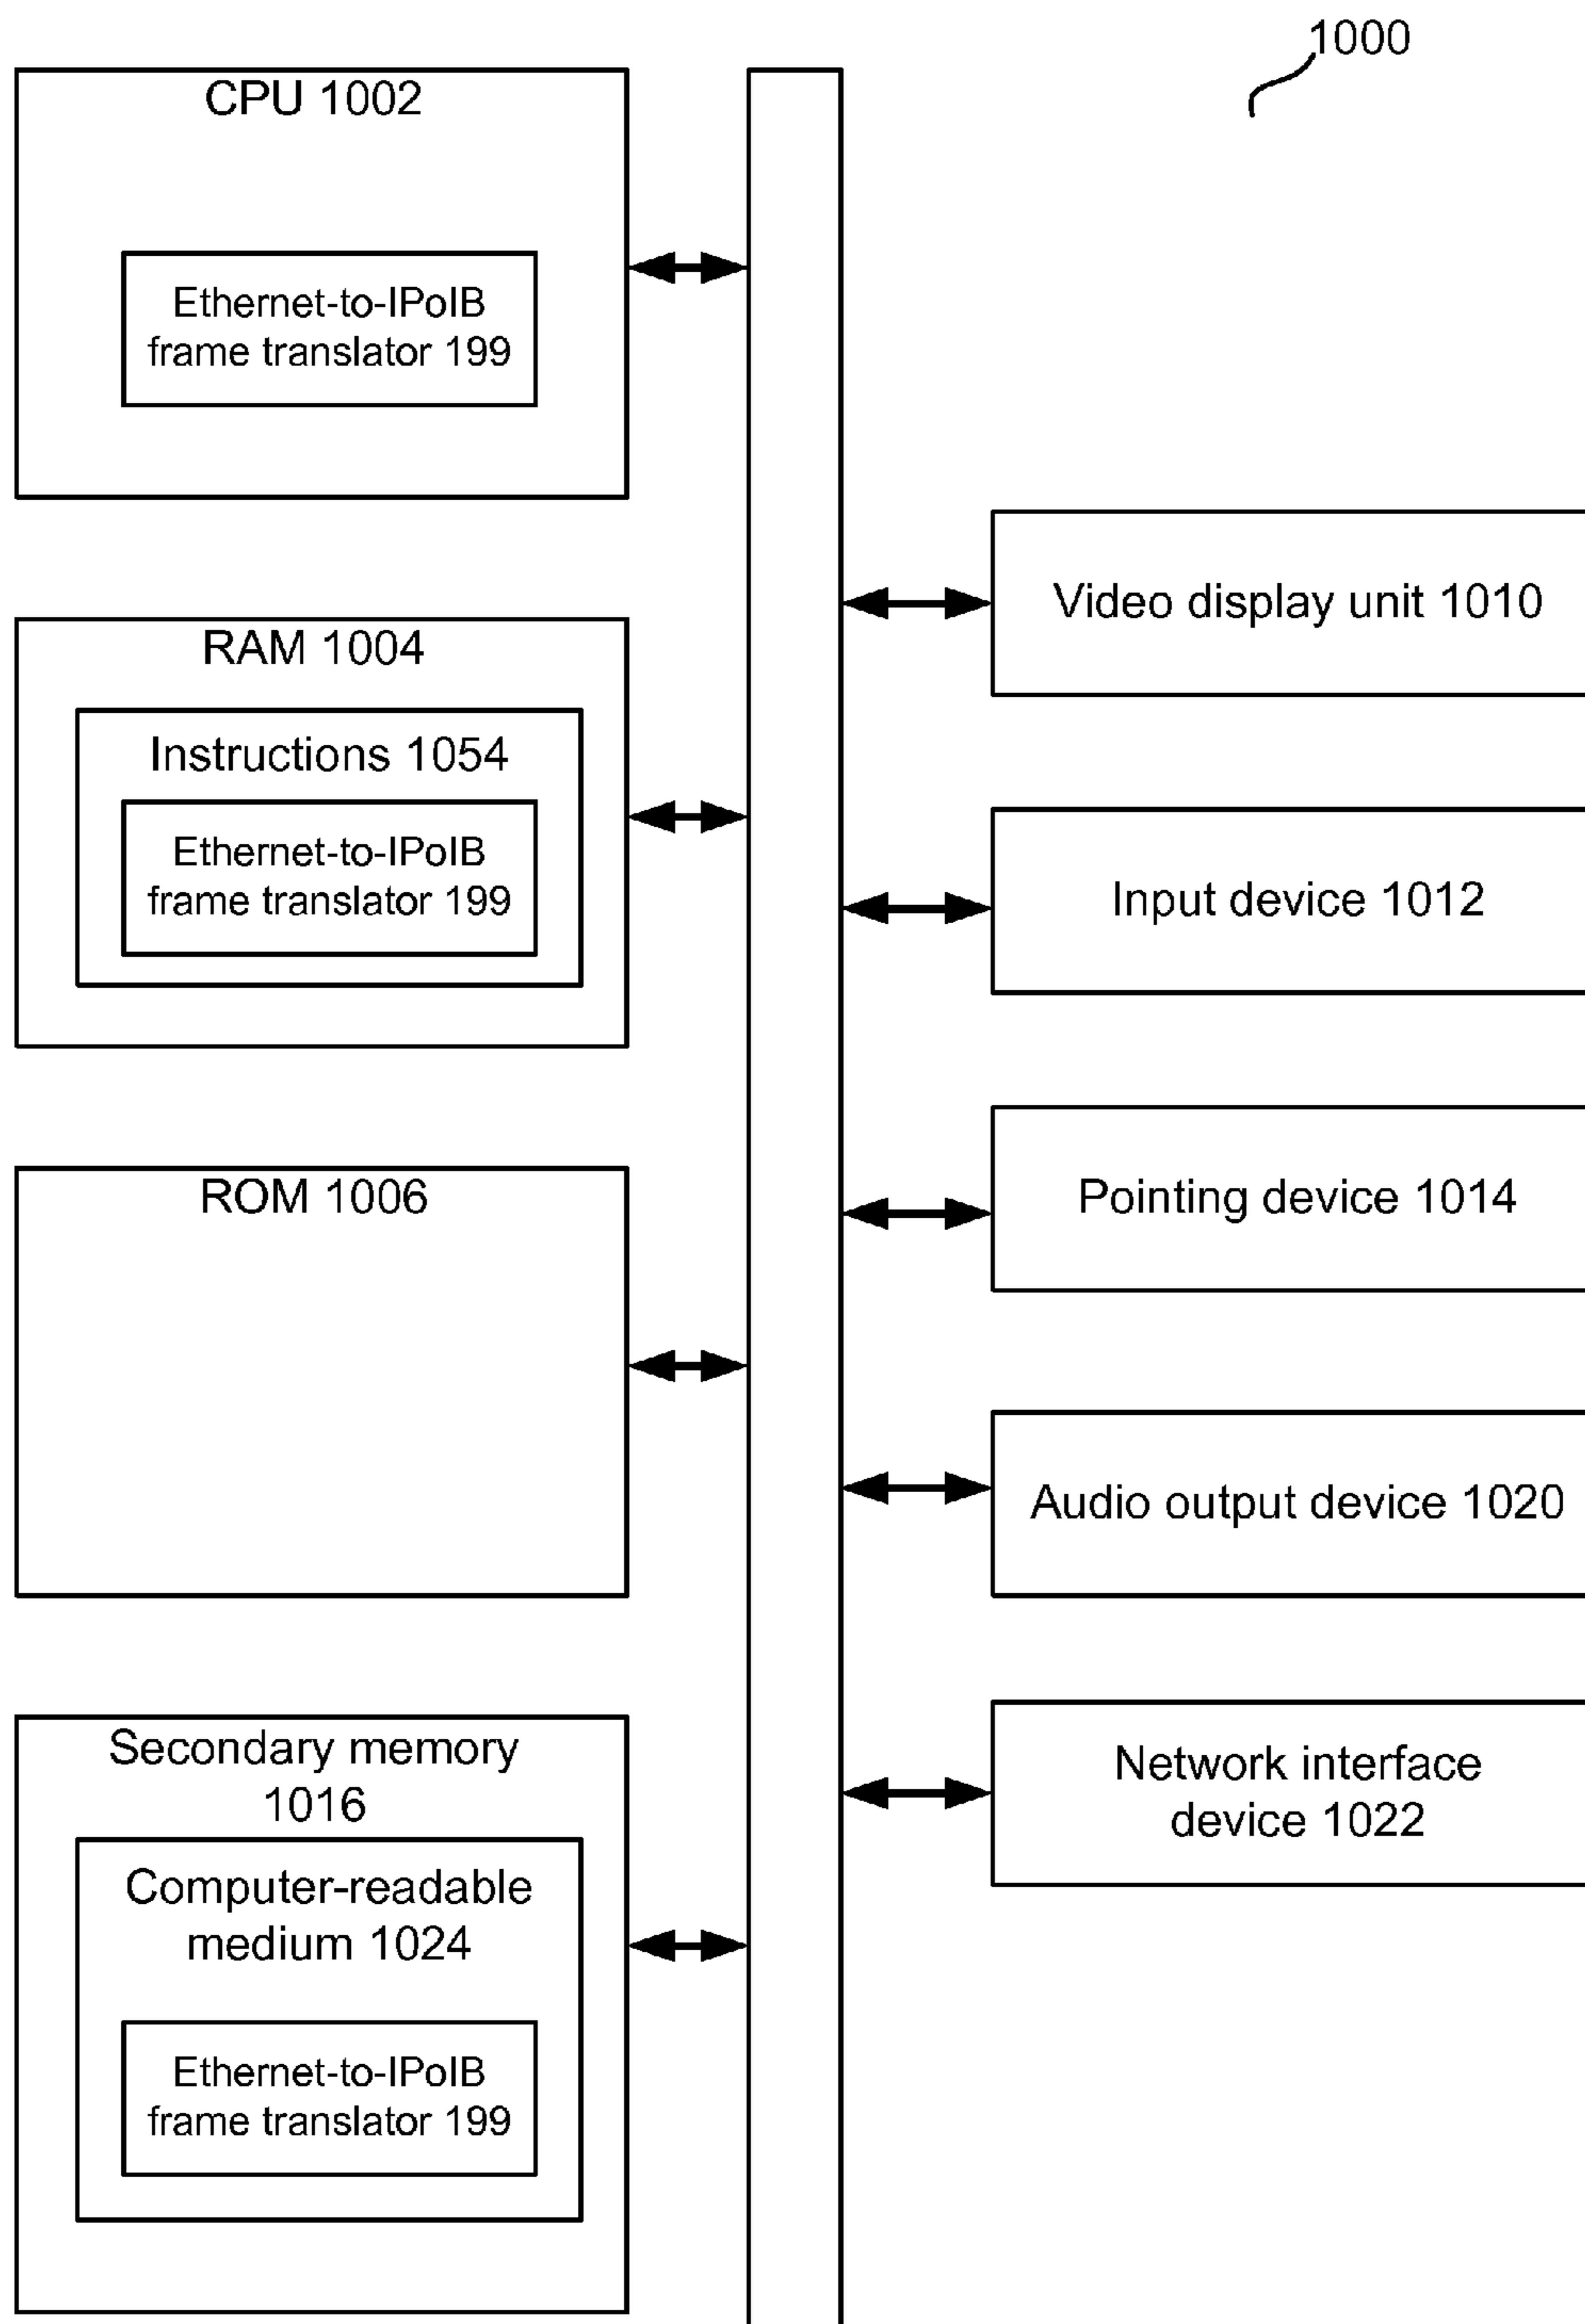 1000
CPU 1002
Ethernet-to-IPoIB
frame translator 199
RAM 1004
Instructions 1054
Ethernet-to-IPoIB
frame translator 199
ROM 1006
Secondary memory
1016
Computer-readable
medium 1024
Ethernet-to-IPoIB
frame translator 199
Video display unit 1010
Input device 1012
Pointing device 1014
Audio output device 1020
Network interface
device 1022